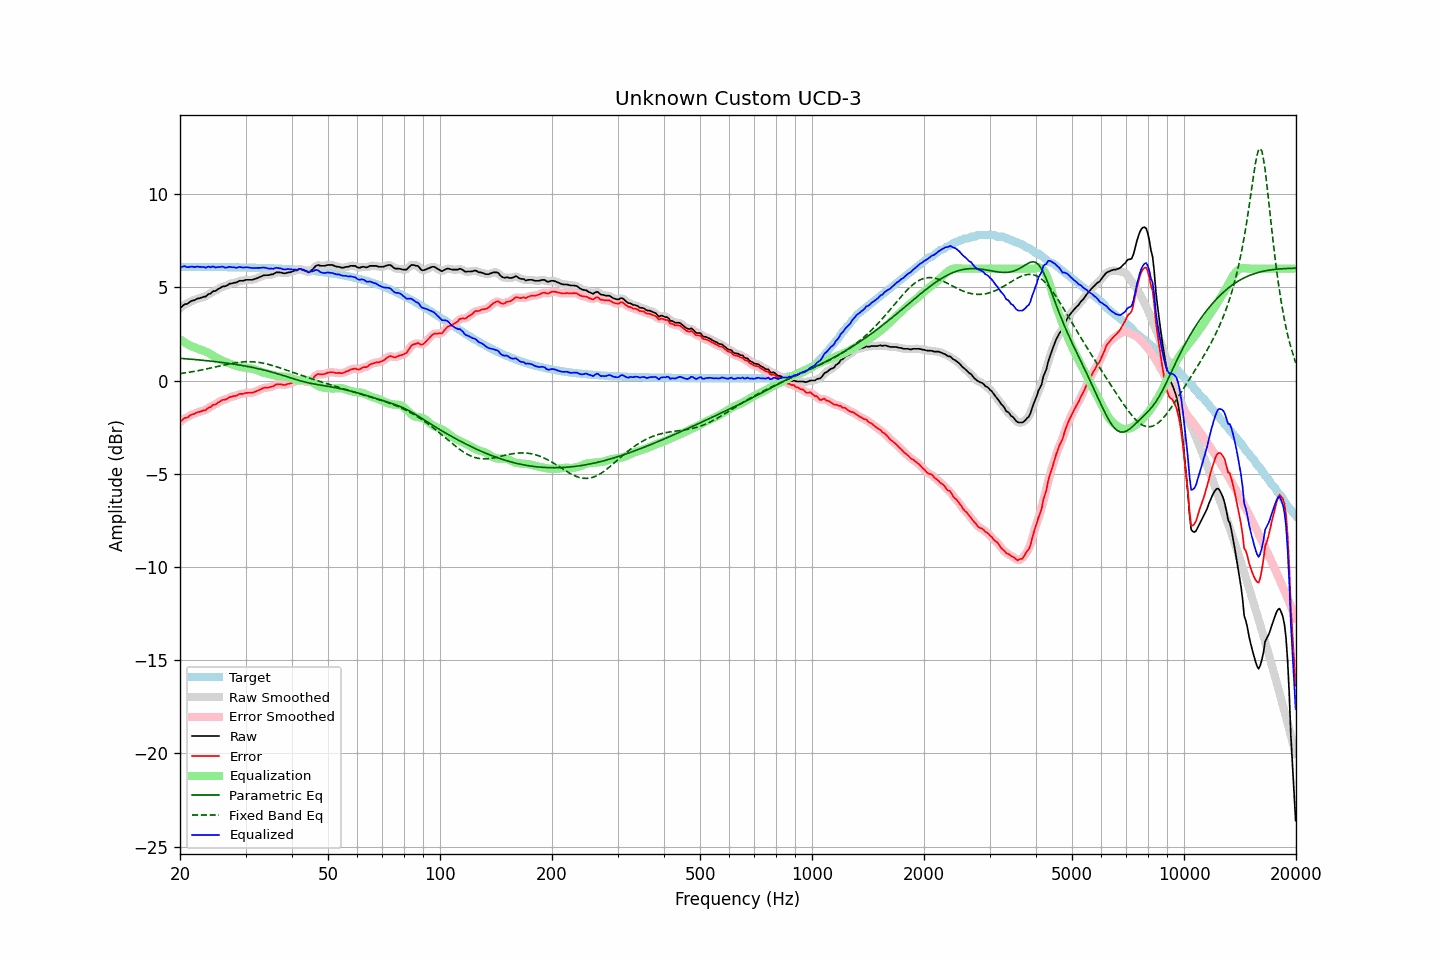 Unknown Custom UCD-3
Amplitude (dBr)
10
5
0
−5
−10
−15
−20
−25
Target
Raw Smoothed
Error Smoothed
Raw
Error
Equalization
Parametric Eq
Fixed Band Eq
Equalized
20 50 100 200 500 1000 2000 5000 10000 20000
Frequency (Hz)